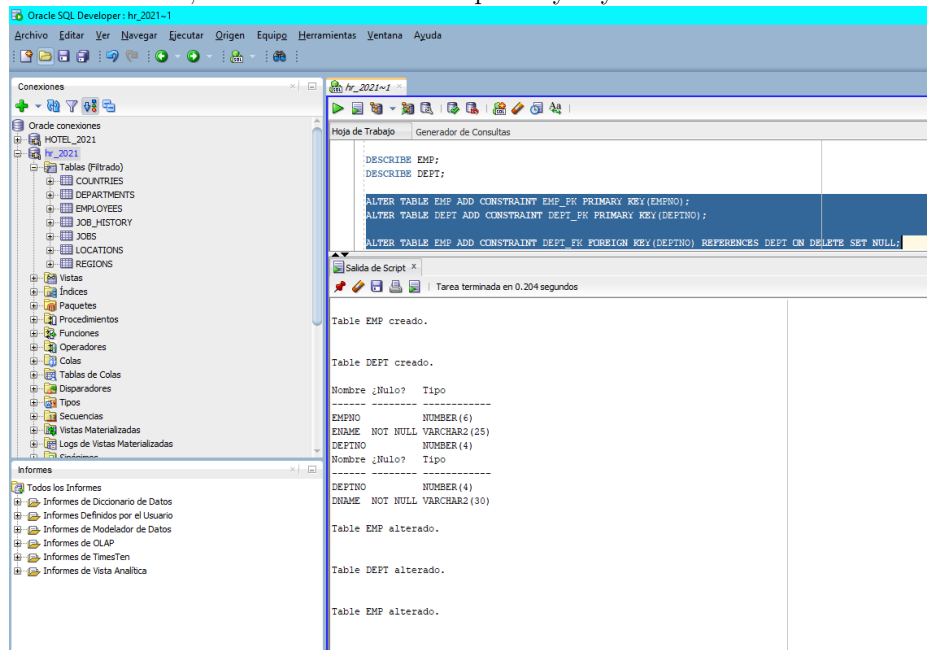 Oracle SQL Developer : hr_2021~1
Archivo Editar Ver Navegar Ejecutar Origen Equipo Herramientas Ventana Ayuda
Conexiones
Oracle conexiones
HOTEL_2021
hr_2021
Tablas (Filtrado)
COUNTRIES
DEPARTMENTS
EMPLOYEES
JOB_HISTORY
JOBS
LOCATIONS
REGIONS
Vistas
Índices
Paquetes
Procedimientos
Funciones
Operadores
Colas
Tablas de Colas
Disparadores
Tipos
Secuencias
Vistas Materializadas
Logs de Vistas Materializadas
Informes
Todos los Informes
Informes de Diccionario de Datos
Informes Definidos por el Usuario
Informes de Modelador de Datos
Informes de OLAP
Informes de TimesTen
Informes de Vista Analítica
hr_2021~1
Hoja de Trabajo Generador de Consultas
DESCRIBE EMP;
DESCRIBE DEPT;
ALTER TABLE EMP ADD CONSTRAINT EMP_PK PRIMARY KEY(EMPNO);
ALTER TABLE DEPT ADD CONSTRAINT DEPT_PK PRIMARY KEY(DEPTNO);
ALTER TABLE EMP ADD CONSTRAINT DEPT_FK FOREIGN KEY(DEPTNO) REFERENCES DEPT ON DELETE SET NULL;
Salida de Script
Tarea terminada en 0.204 segundos
Table EMP creado.
Table DEPT creado.
Nombre ¿Nulo? Tipo
------ -------- ------------
EMPNO NUMBER(6)
ENAME NOT NULL VARCHAR2(25)
DEPTNO NUMBER(4)
Nombre ¿Nulo? Tipo
------ -------- ------------
DEPTNO NUMBER(4)
DNAME NOT NULL VARCHAR2(30)
Table EMP alterado.
Table DEPT alterado.
Table EMP alterado.